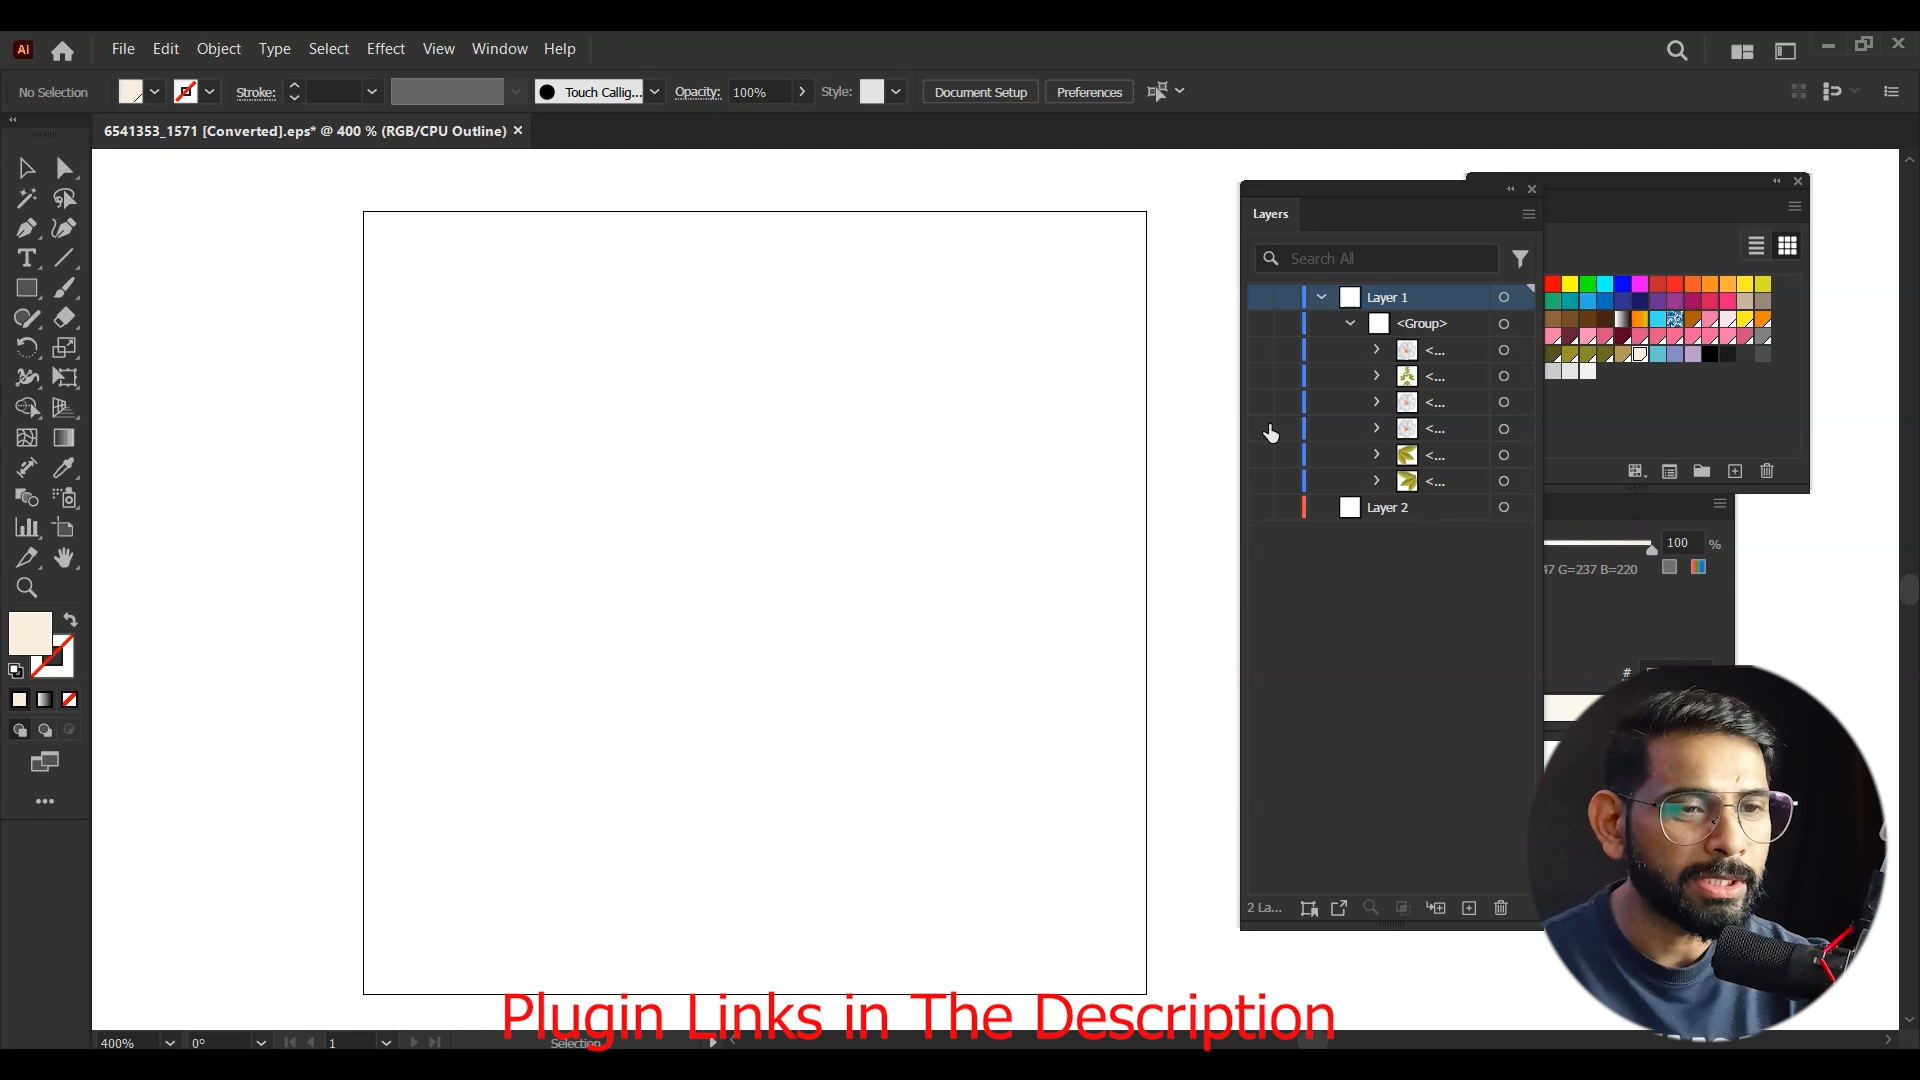 Ai File Edit Object Type Select Effect View Window Help
No Selection Stroke: Touch Callig... Opacity: 100% Style: Document Setup Preferences
6541353_1571 [Converted].eps* @ 400 % (RGB/CPU Outline) ×
Layers
Search All
Layer 1
<Group>
<...
<...
<...
<...
<...
<...
Layer 2
100 %
47 G=237 B=220
#
2 La...
Plugin Links in The Description
400% 0° 1 Selection